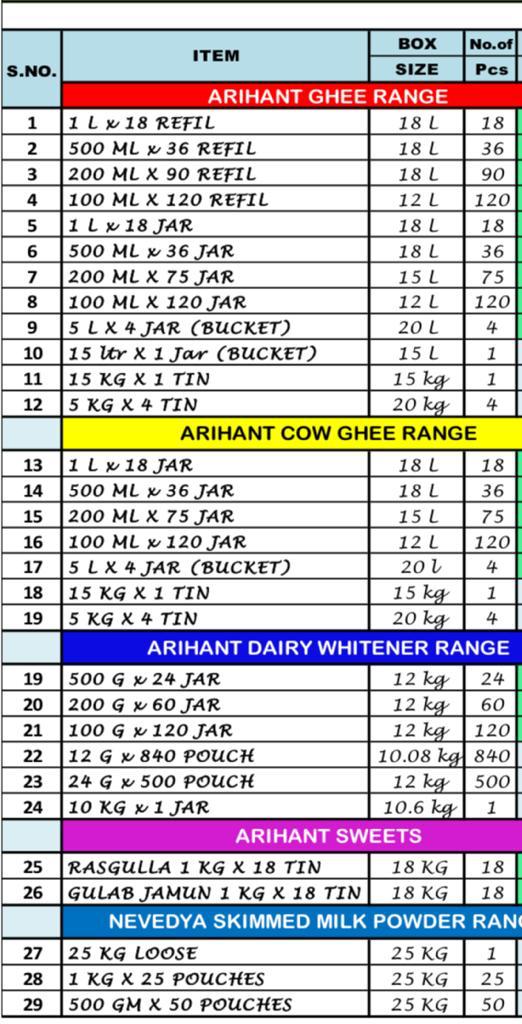 S.NO. ITEM BOX SIZE No.of Pcs
ARIHANT GHEE RANGE
1 1 L x 18 REFIL 18 L 18
2 500 ML x 36 REFIL 18 L 36
3 200 ML X 90 REFIL 18 L 90
4 100 ML X 120 REFIL 12 L 120
5 1 L x 18 JAR 18 L 18
6 500 ML x 36 JAR 18 L 36
7 200 ML X 75 JAR 15 L 75
8 100 ML X 120 JAR 12 L 120
9 5 L X 4 JAR (BUCKET) 20 L 4
10 15 ltr X 1 Jar (BUCKET) 15 L 1
11 15 KG X 1 TIN 15 kg 1
12 5 KG X 4 TIN 20 kg 4
ARIHANT COW GHEE RANGE
13 1 L x 18 JAR 18 L 18
14 500 ML x 36 JAR 18 L 36
15 200 ML X 75 JAR 15 L 75
16 100 ML x 120 JAR 12 L 120
17 5 L X 4 JAR (BUCKET) 20 l 4
18 15 KG X 1 TIN 15 kg 1
19 5 KG X 4 TIN 20 kg 4
ARIHANT DAIRY WHITENER RANGE
19 500 G x 24 JAR 12 kg 24
20 200 G x 60 JAR 12 kg 60
21 100 G x 120 JAR 12 kg 120
22 12 G x 840 POUCH 10.08 kg 840
23 24 G x 500 POUCH 12 kg 500
24 10 KG x 1 JAR 10.6 kg 1
ARIHANT SWEETS
25 RASGULLA 1 KG X 18 TIN 18 KG 18
26 GULAB JAMUN 1 KG X 18 TIN 18 KG 18
NEVEDYA SKIMMED MILK POWDER RAN
27 25 KG LOOSE 25 KG 1
28 1 KG X 25 POUCHES 25 KG 25
29 500 GM X 50 POUCHES 25 KG 50